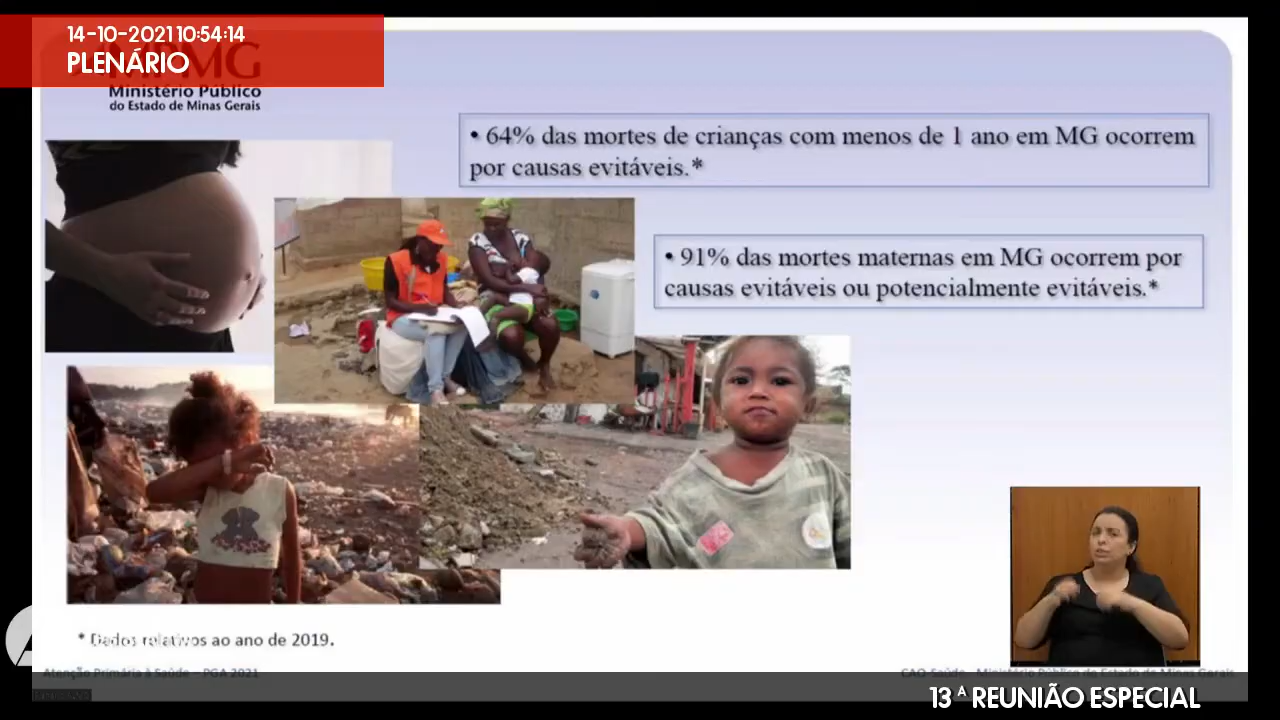 14-10-2021 10:54:14
PLENÁRIO
MPMG
Ministério Público
do Estado de Minas Gerais
• 64% das mortes de crianças com menos de 1 ano em MG ocorrem
por causas evitáveis.*
• 91% das mortes maternas em MG ocorrem por
causas evitáveis ou potencialmente evitáveis.*
* Dados relativos ao ano de 2019.
Atenção Primária à Saúde – PGA 2021
CAO-Saúde - Ministério Público do Estado de Minas Gerais
13ª REUNIÃO ESPECIAL